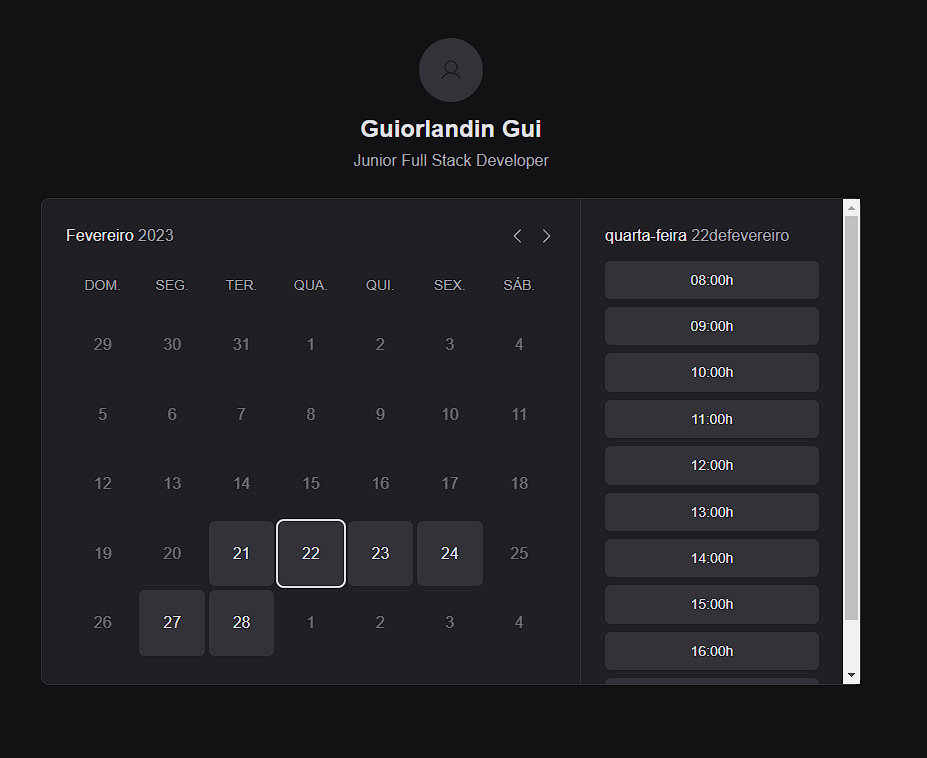 Guiorlandin Gui
Junior Full Stack Developer
Fevereiro 2023
DOM. SEG. TER. QUA. QUI. SEX. SÁB.
29 30 31 1 2 3 4
5 6 7 8 9 10 11
12 13 14 15 16 17 18
19 20 21 22 23 24 25
26 27 28 1 2 3 4
quarta-feira 22defevereiro
08:00h
09:00h
10:00h
11:00h
12:00h
13:00h
14:00h
15:00h
16:00h